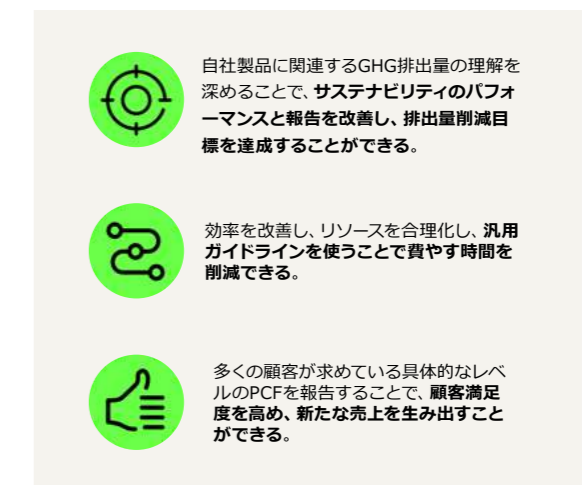 自社製品に関連するGHG排出量の理解を
深めることで、サステナビリティのパフォ
ーマンスと報告を改善し、排出量削減目
標を達成することができる。
効率を改善し、リソースを合理化し、汎用
ガイドラインを使うことで費やす時間を
削減できる。
多くの顧客が求めている具体的なレベ
ルのPCFを報告することで、顧客満足
度を高め、新たな売上を生み出すこと
ができる。